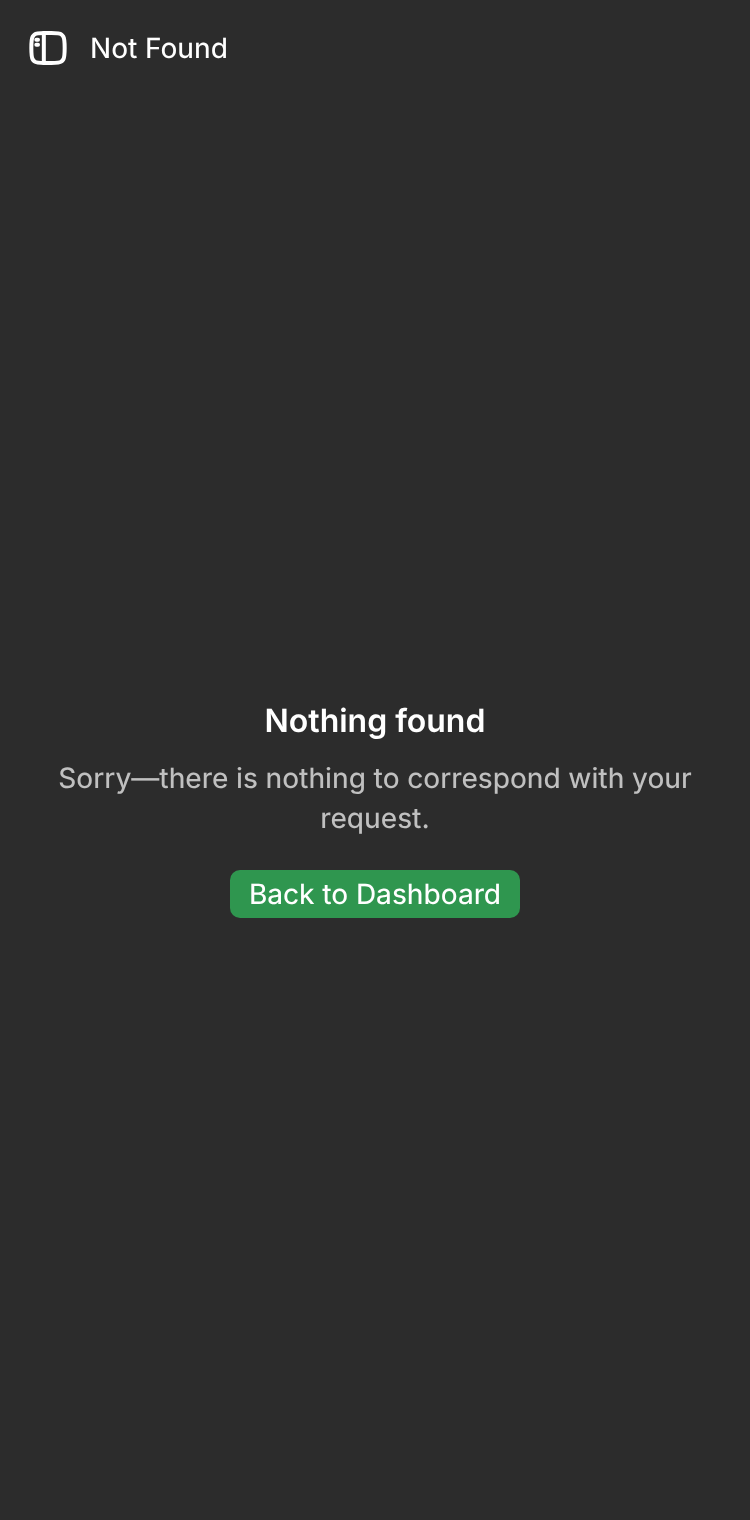 Not Found
Nothing found
Sorry—there is nothing to correspond with your
request.
Back to Dashboard